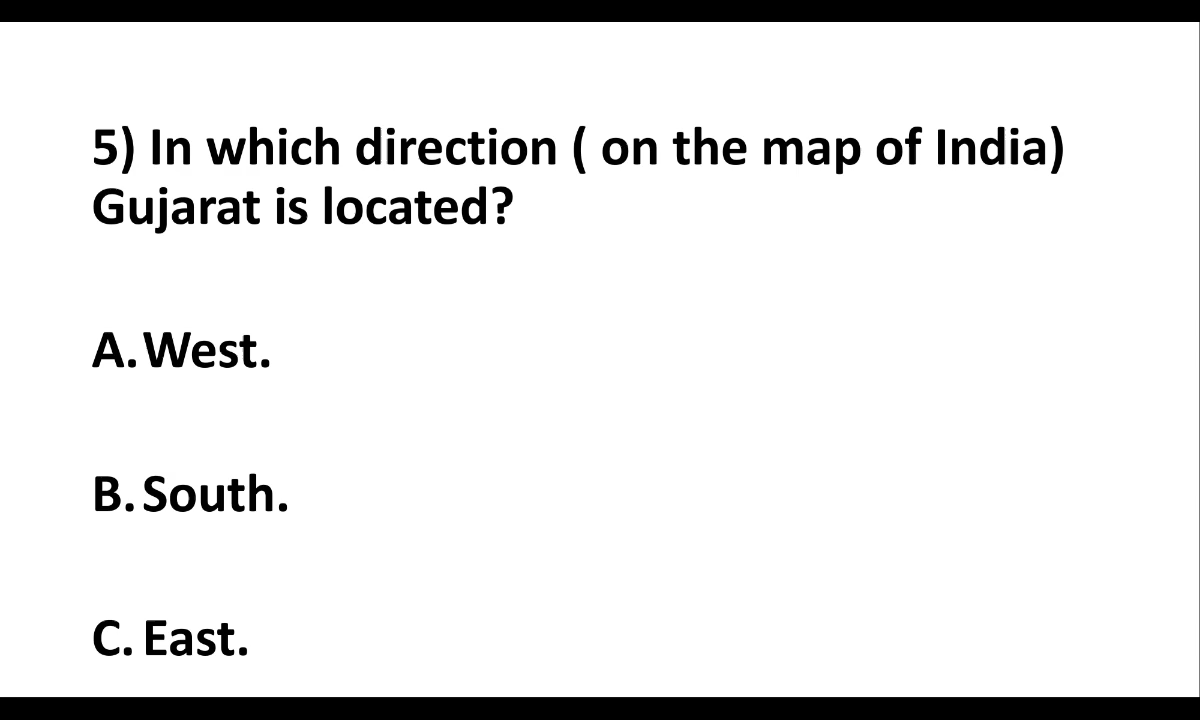 5) In which direction ( on the map of India)
Gujarat is located?
A. West.
B. South.
C. East.